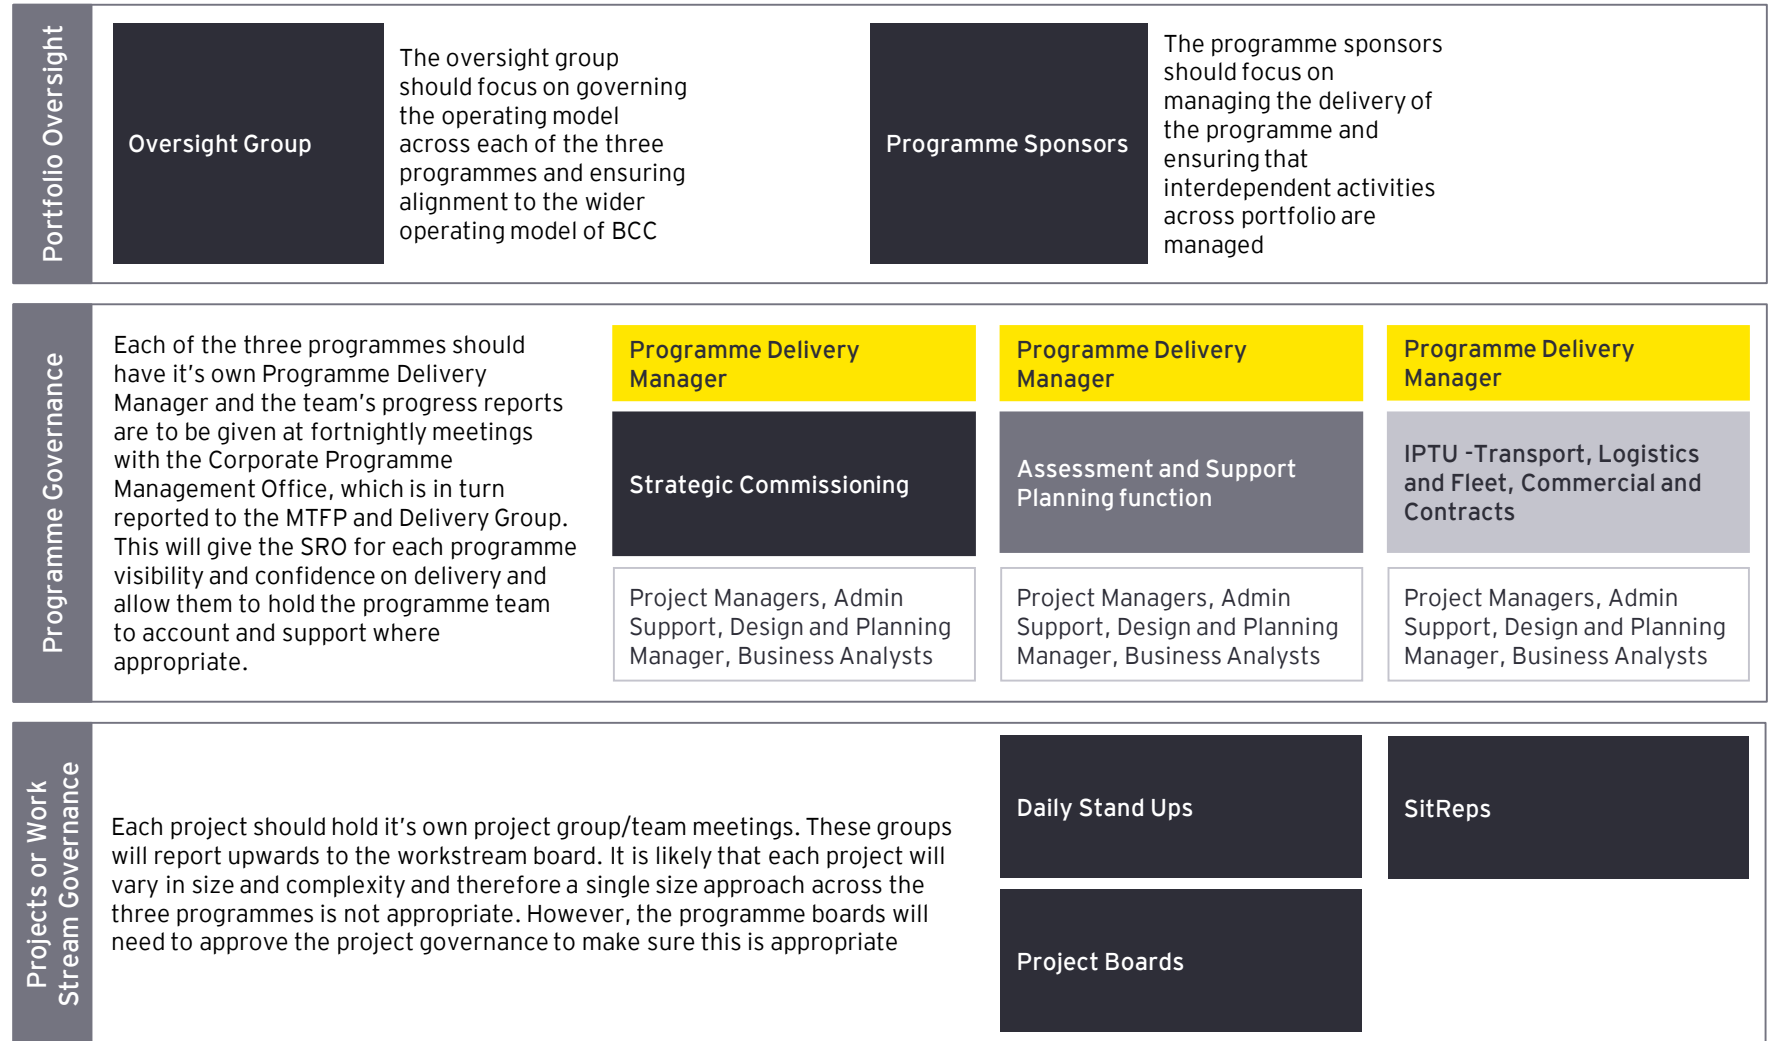 Portfolio Oversight
Oversight Group
The oversight group
should focus on governing
the operating model
across each of the three
programmes and ensuring
alignment to the wider
operating model of BCC
Programme Sponsors
The programme sponsors
should focus on
managing the delivery of
the programme and
ensuring that
interdependent activities
across portfolio are
managed
Programme Governance
Each of the three programmes should
have it's own Programme Delivery
Manager and the team's progress reports
are to be given at fortnightly meetings
with the Corporate Programme
Management Office, which is in turn
reported to the MTFP and Delivery Group.
This will give the SRO for each programme
visibility and confidence on delivery and
allow them to hold the programme team
to account and support where
appropriate.
Programme Delivery
Manager
Strategic Commissioning
Project Managers, Admin
Support, Design and Planning
Manager, Business Analysts
Programme Delivery
Manager
Assessment and Support
Planning function
Project Managers, Admin
Support, Design and Planning
Manager, Business Analysts
Programme Delivery
Manager
IPTU -Transport, Logistics
and Fleet, Commercial and
Contracts
Project Managers, Admin
Support, Design and Planning
Manager, Business Analysts
Projects or Work
Stream Governance
Each project should hold it's own project group/team meetings. These groups
will report upwards to the workstream board. It is likely that each project will
vary in size and complexity and therefore a single size approach across the
three programmes is not appropriate. However, the programme boards will
need to approve the project governance to make sure this is appropriate
Daily Stand Ups
SitReps
Project Boards